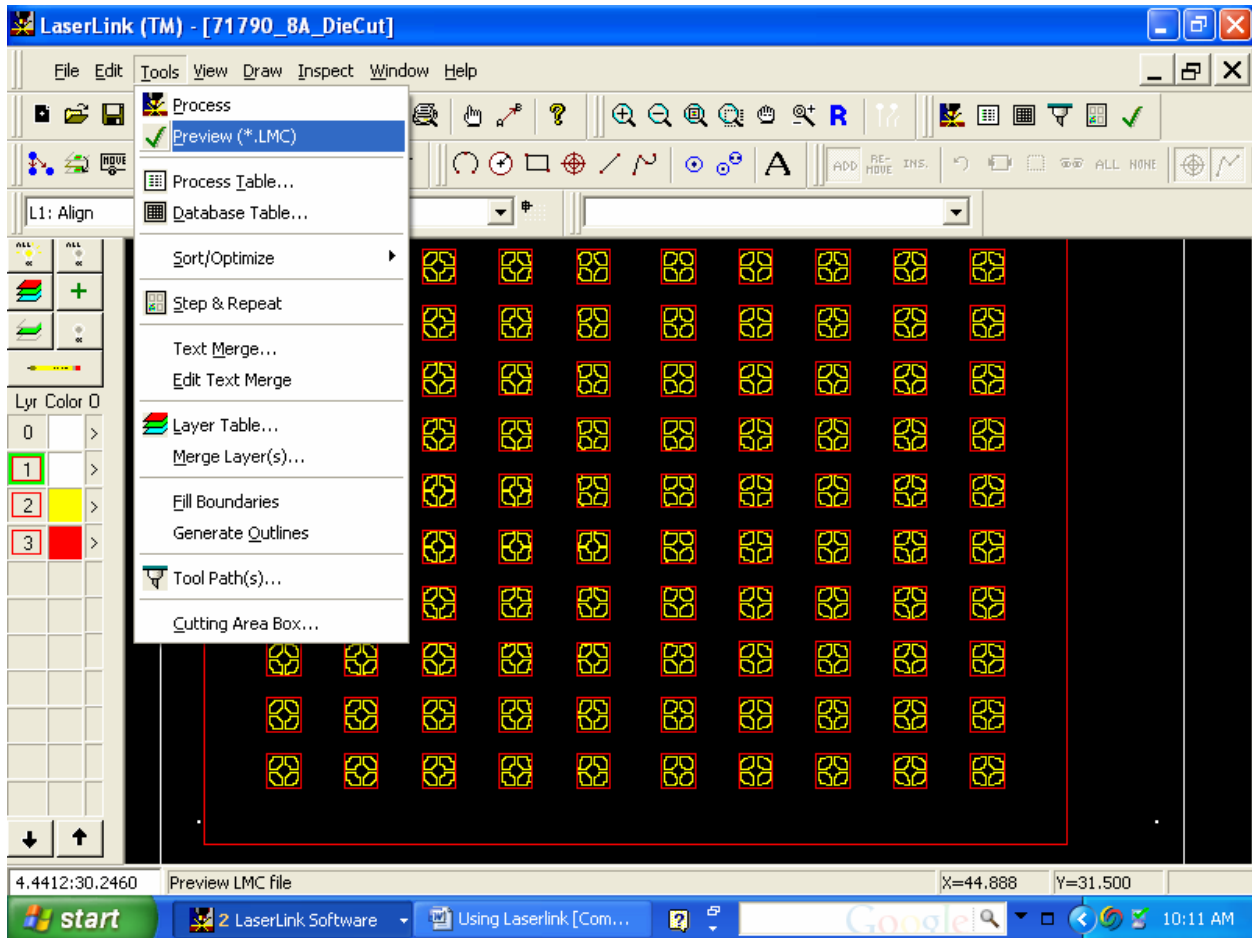 LaserLink (TM) - [71790_8A_DieCut]
File Edit Tools View Draw Inspect Window Help
Process
Preview (*.LMC)
R
MOVE
A
ADD RE-MOVE INS. ALL NONE
Process Table...
L1: Align
Database Table...
ALL ALL
Sort/Optimize
Step & Repeat
Text Merge...
Edit Text Merge
Lyr Color O
Layer Table...
0 >
Merge Layer(s)...
1 >
Fill Boundaries
2 >
Generate Outlines
3 >
Tool Path(s)...
Cutting Area Box...
4.4412:30.2460 Preview LMC file X=44.888 Y=31.500
start 2 LaserLink Software Using Laserlink [Com... Google 10:11 AM